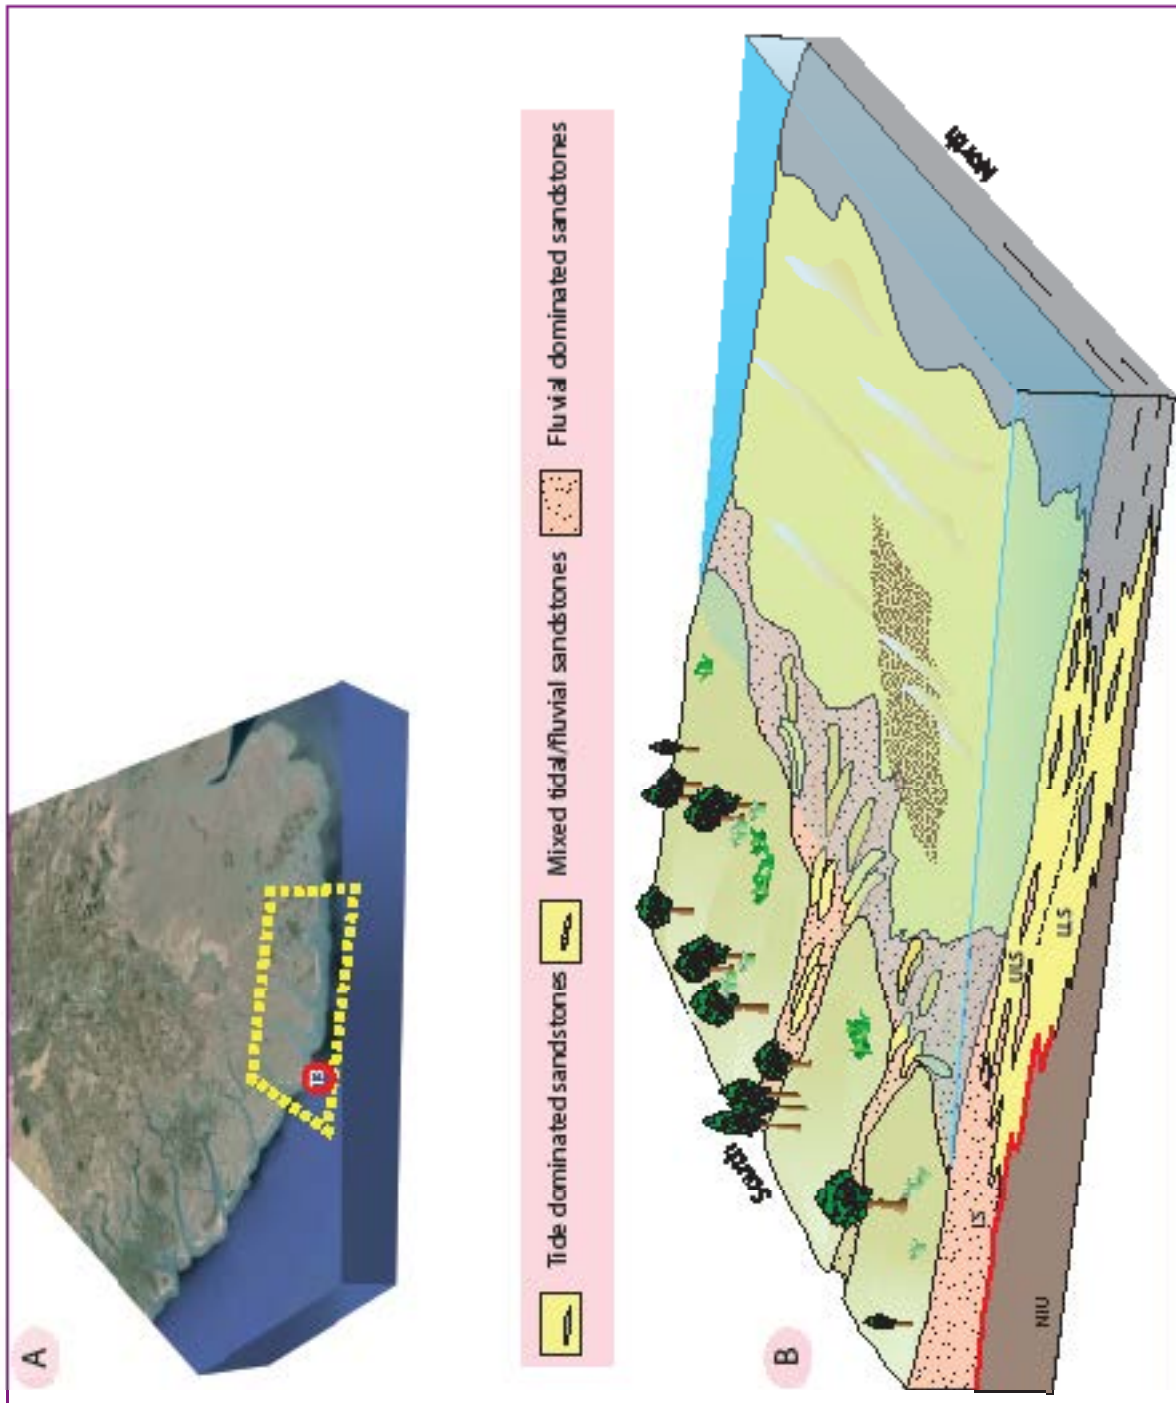 A
Tide dominated sandstones
Mixed tidal/fluvial sandstones
Fluvial dominated sandstones
B
South
North
LS
ULS
LLS
NIU